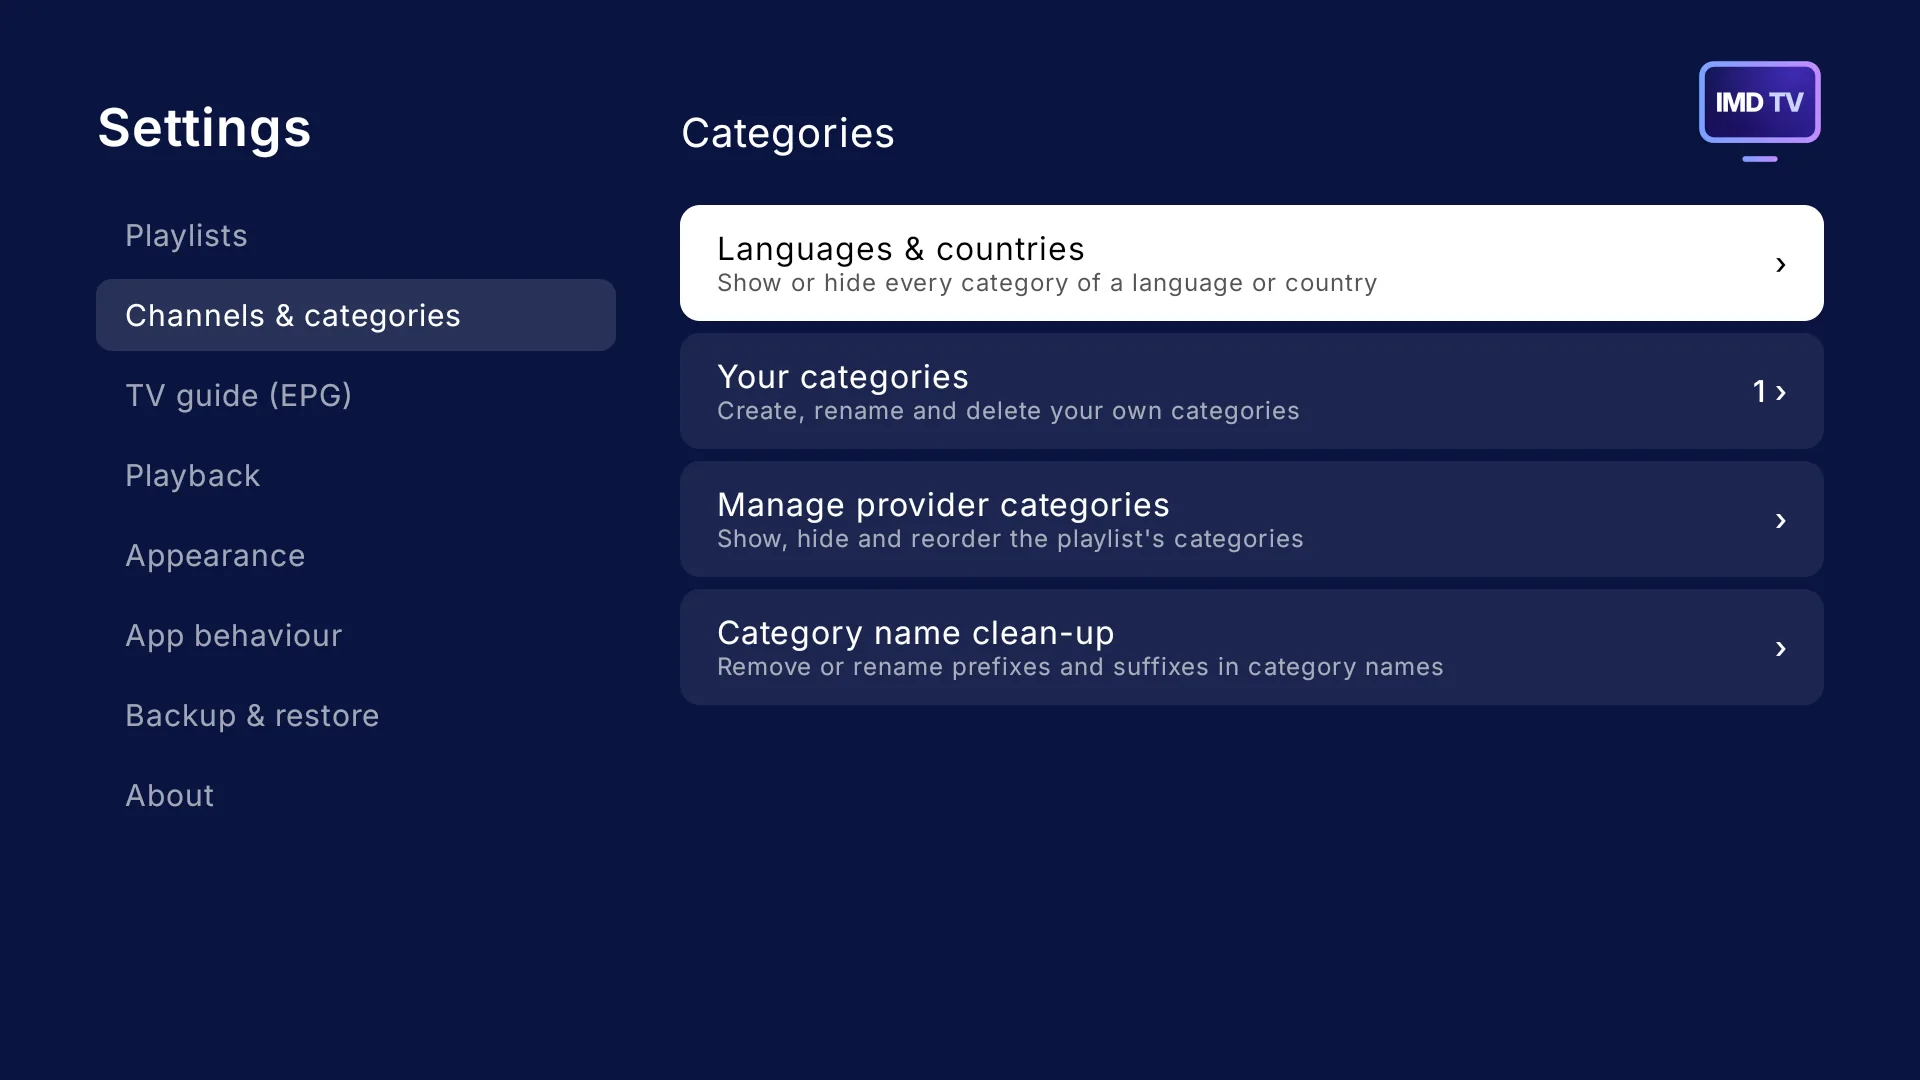 Settings
Playlists
Channels & categories
TV guide (EPG)
Playback
Appearance
App behaviour
Backup & restore
About
Categories
IMD TV
Languages & countries
Show or hide every category of a language or country
›
Your categories
Create, rename and delete your own categories
1 ›
Manage provider categories
Show, hide and reorder the playlist's categories
›
Category name clean-up
Remove or rename prefixes and suffixes in category names
›